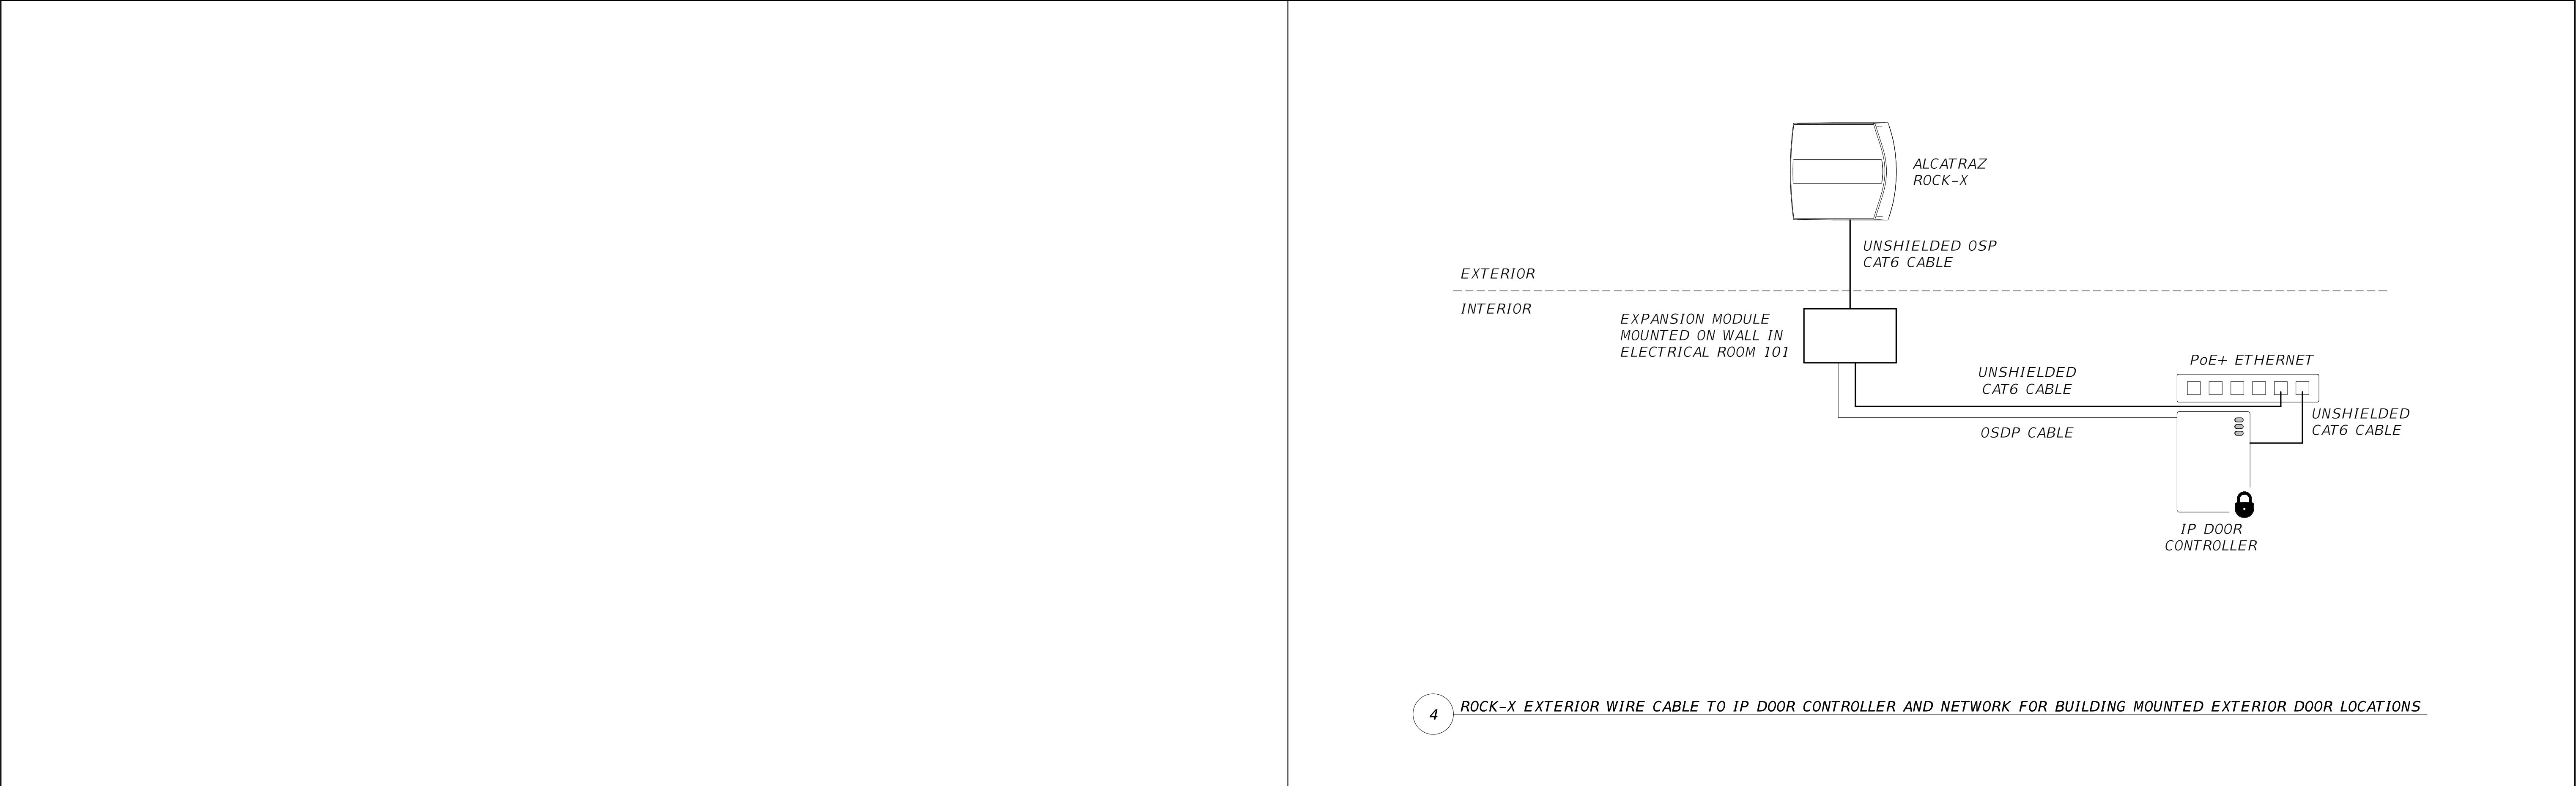 ALCATRAZ
ROCK-X
UNSHIELDED OSP
CAT6 CABLE
EXTERIOR
INTERIOR
EXPANSION MODULE
MOUNTED ON WALL IN
ELECTRICAL ROOM 101
PoE+ ETHERNET
UNSHIELDED
CAT6 CABLE
UNSHIELDED
CAT6 CABLE
OSDP CABLE
IP DOOR
CONTROLLER
4
ROCK-X EXTERIOR WIRE CABLE TO IP DOOR CONTROLLER AND NETWORK FOR BUILDING MOUNTED EXTERIOR DOOR LOCATIONS